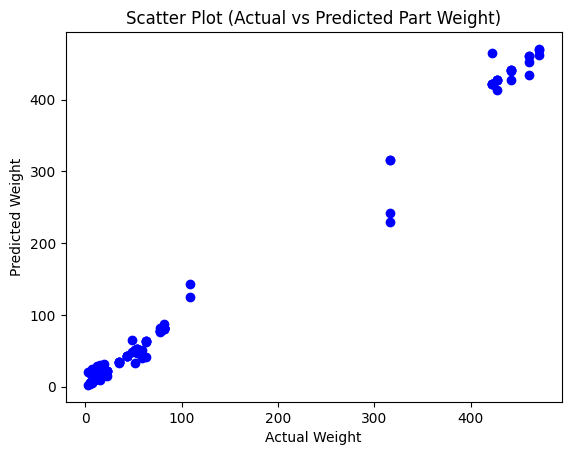 Scatter Plot (Actual vs Predicted Part Weight)
Predicted Weight
400
300
200
100
0
0 100 200 300 400
Actual Weight